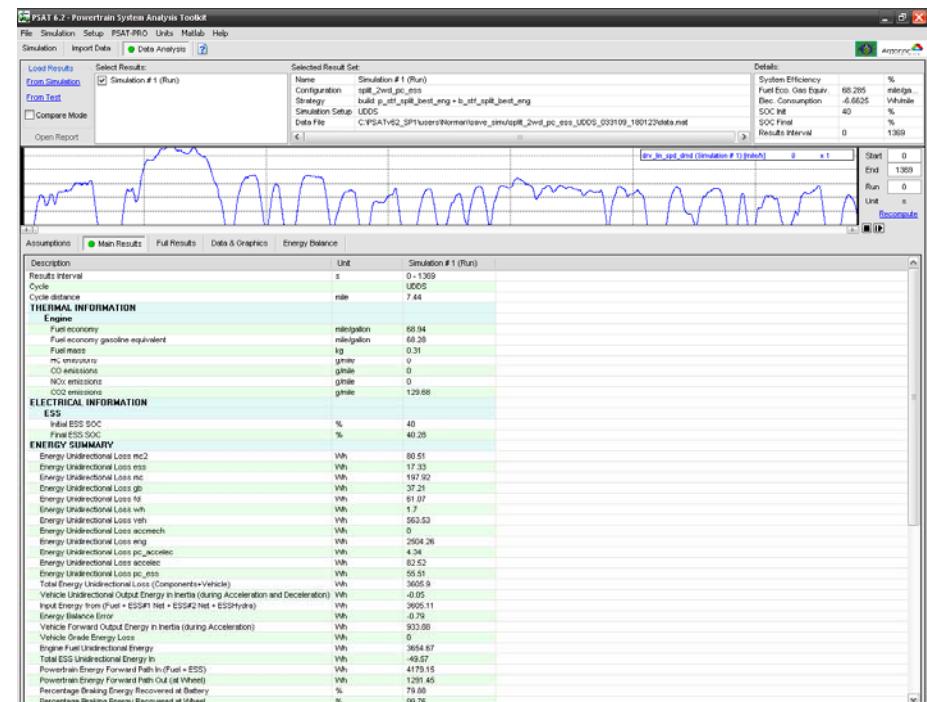 PSAT 6.2 - Powertrain System Analysis Toolkit
File Simulation Setup PSAT-PRO Units Matlab Help
Simulation Import Data Data Analysis ?
Load Results Select Results: Selected Result Set: Details:
From Simulation Simulation #1 (Run) Name Simulation #1 (Run) System Efficiency %
From Test Configuration split_2wd_pc_ess Fuel Eco. Gas Equiv. 68.285 mile/ga...
Strategy Elec. Consumption -6.6625 Wh/mile
Compare Mode Simulation Setup UDDS SOC Init 40 %
Data File SOC Final %
Open Report Results Interval 0 1369
drv_lin_spd_dmd (Simulation # 1) [mile/h] 0 x 1 Start 0
End 1369
Run 0
Unit s
Recompute
Assumptions Main Results Full Results Data & Graphics Energy Balance
Description Unit Simulation # 1 (Run)
Results Interval s 0 - 1369
Cycle UDDS
Cycle distance mile 7.44
THERMAL INFORMATION
Engine
Fuel economy mile/gallon 68.94
Fuel economy gasoline equivalent mile/gallon 68.28
Fuel mass kg 0.31
HC emissions g/mile 0
CO emissions g/mile 0
NOx emissions g/mile 0
CO2 emissions g/mile 129.68
ELECTRICAL INFORMATION
ESS
Initial ESS SOC % 40
Final ESS SOC % 40.28
ENERGY SUMMARY
Energy Unidirectional Loss mc2 Wh 80.51
Energy Unidirectional Loss ess Wh 17.33
Energy Unidirectional Loss mc Wh 197.92
Energy Unidirectional Loss gb Wh 37.21
Energy Unidirectional Loss fd Wh 61.07
Energy Unidirectional Loss wh Wh 1.7
Energy Unidirectional Loss veh Wh 563.53
Energy Unidirectional Loss accmech Wh 0
Energy Unidirectional Loss eng Wh 2504.26
Energy Unidirectional Loss pc_accelec Wh 4.34
Energy Unidirectional Loss accelec Wh 82.52
Energy Unidirectional Loss pc_ess Wh 55.51
Total Energy Unidirectional Loss (Components+Vehicle) Wh 3605.9
Vehicle Unidirectional Output Energy in Inertia (during Acceleration and Deceleration) Wh -0.05
Input Energy from (Fuel + ESS#1 Net + ESS#2 Net + ESSHydra) Wh 3605.11
Energy Balance Error Wh -0.79
Vehicle Forward Output Energy in Inertia (during Acceleration) Wh 933.88
Vehicle Grade Energy Loss Wh 0
Engine Fuel Unidirectional Energy Wh 3654.67
Total ESS Unidirectional Energy In Wh -49.57
Powertrain Energy Forward Path In (Fuel + ESS) Wh 4179.15
Powertrain Energy Forward Path Out (at Wheel) Wh 1291.45
Percentage Braking Energy Recovered at Battery % 79.88
Percentage Braking Energy Recovered at Wheel % 99.76